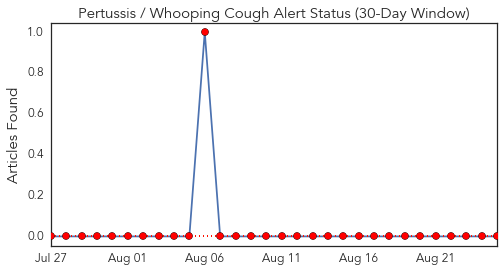 Pertussis / Whooping Cough Alert Status (30-Day Window)
Articles Found
1.0
0.8
0.6
0.4
0.2
0.0
Jul 27 Aug 01 Aug 06 Aug 11 Aug 16 Aug 21